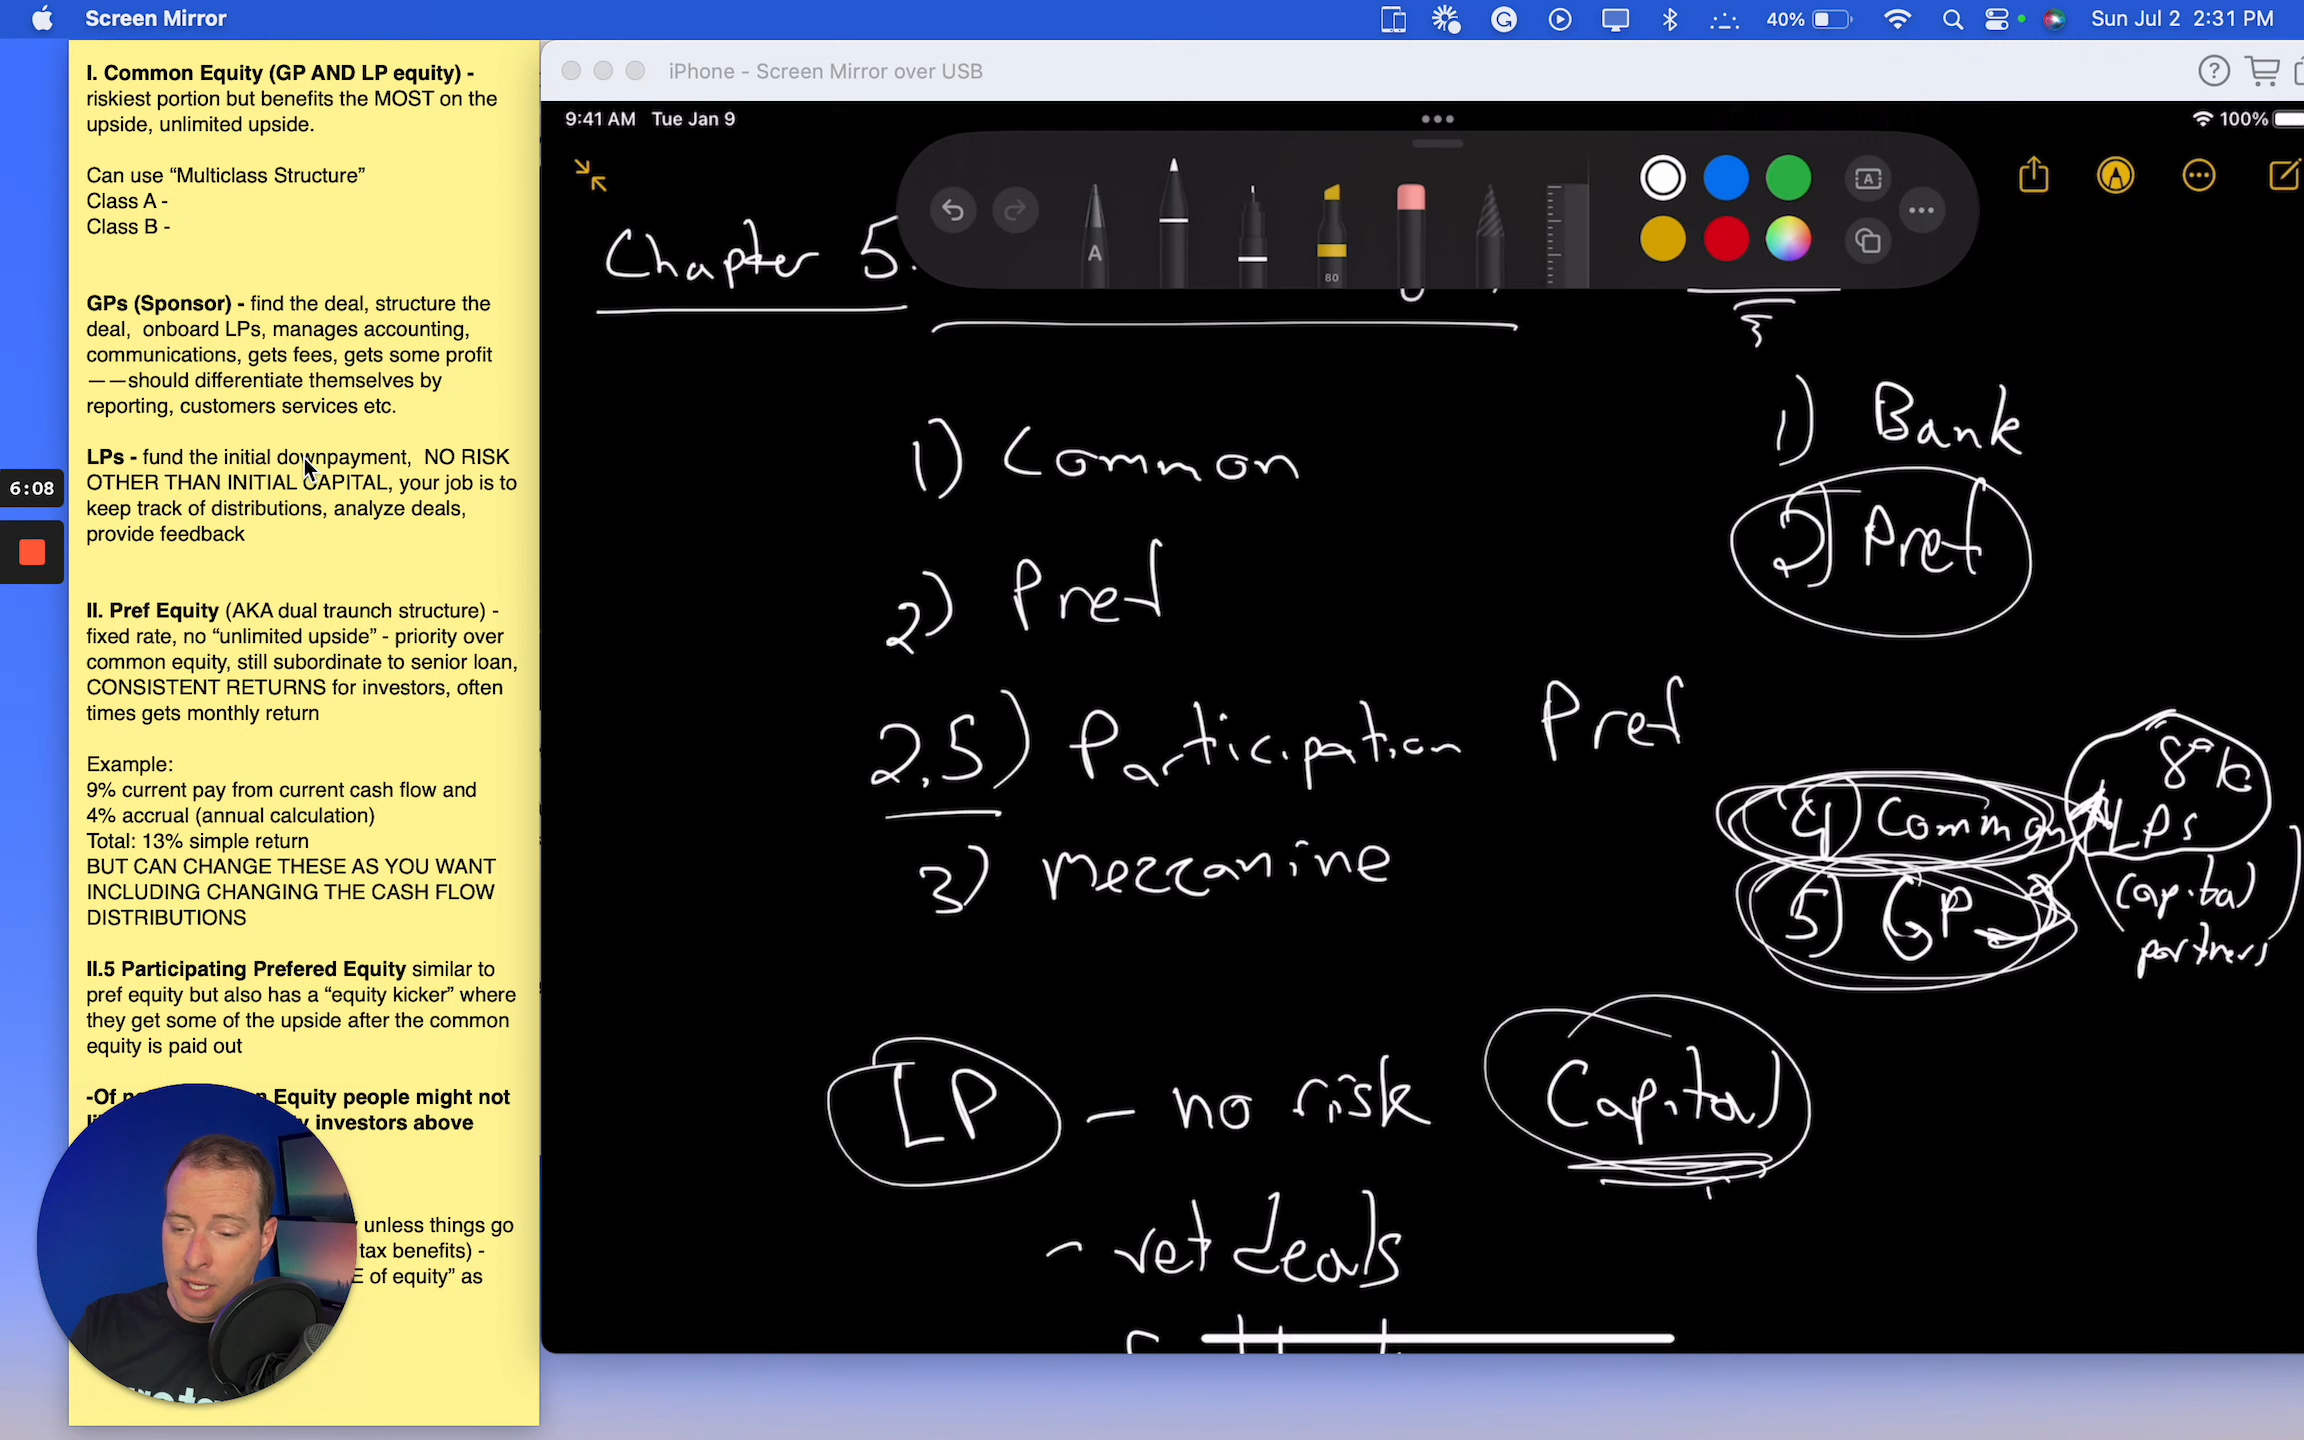 Screen Mirror
40%
Sun Jul 2 2:31 PM
I. Common Equity (GP AND LP equity) -
riskiest portion but benefits the MOST on the
upside, unlimited upside.
Can use “Multiclass Structure”
Class A -
Class B -
GPs (Sponsor) - find the deal, structure the
deal, onboard LPs, manages accounting,
communications, gets fees, gets some profit
——should differentiate themselves by
reporting, customers services etc.
LPs - fund the initial downpayment, NO RISK
OTHER THAN INITIAL CAPITAL, your job is to
keep track of distributions, analyze deals,
provide feedback
II. Pref Equity (AKA dual traunch structure) -
fixed rate, no “unlimited upside” - priority over
common equity, still subordinate to senior loan,
CONSISTENT RETURNS for investors, often
times gets monthly return
Example:
9% current pay from current cash flow and
4% accrual (annual calculation)
Total: 13% simple return
BUT CAN CHANGE THESE AS YOU WANT
INCLUDING CHANGING THE CASH FLOW
DISTRIBUTIONS
II.5 Participating Prefered Equity similar to
pref equity but also has a “equity kicker” where
they get some of the upside after the common
equity is paid out
-Of Equity people might not
investors above
unless things go
tax benefits) -
of equity” as
6:08
iPhone - Screen Mirror over USB
9:41 AM Tue Jan 9
100%
A
80
A
Chapter 5.
1) Common
2) Pref
2.5) Participation Pref
3) Mezzanine
1) Bank
2) Pref
4) Common
LPs
5) GP
Capital
partners
LP - no risk Capital
- vet deals